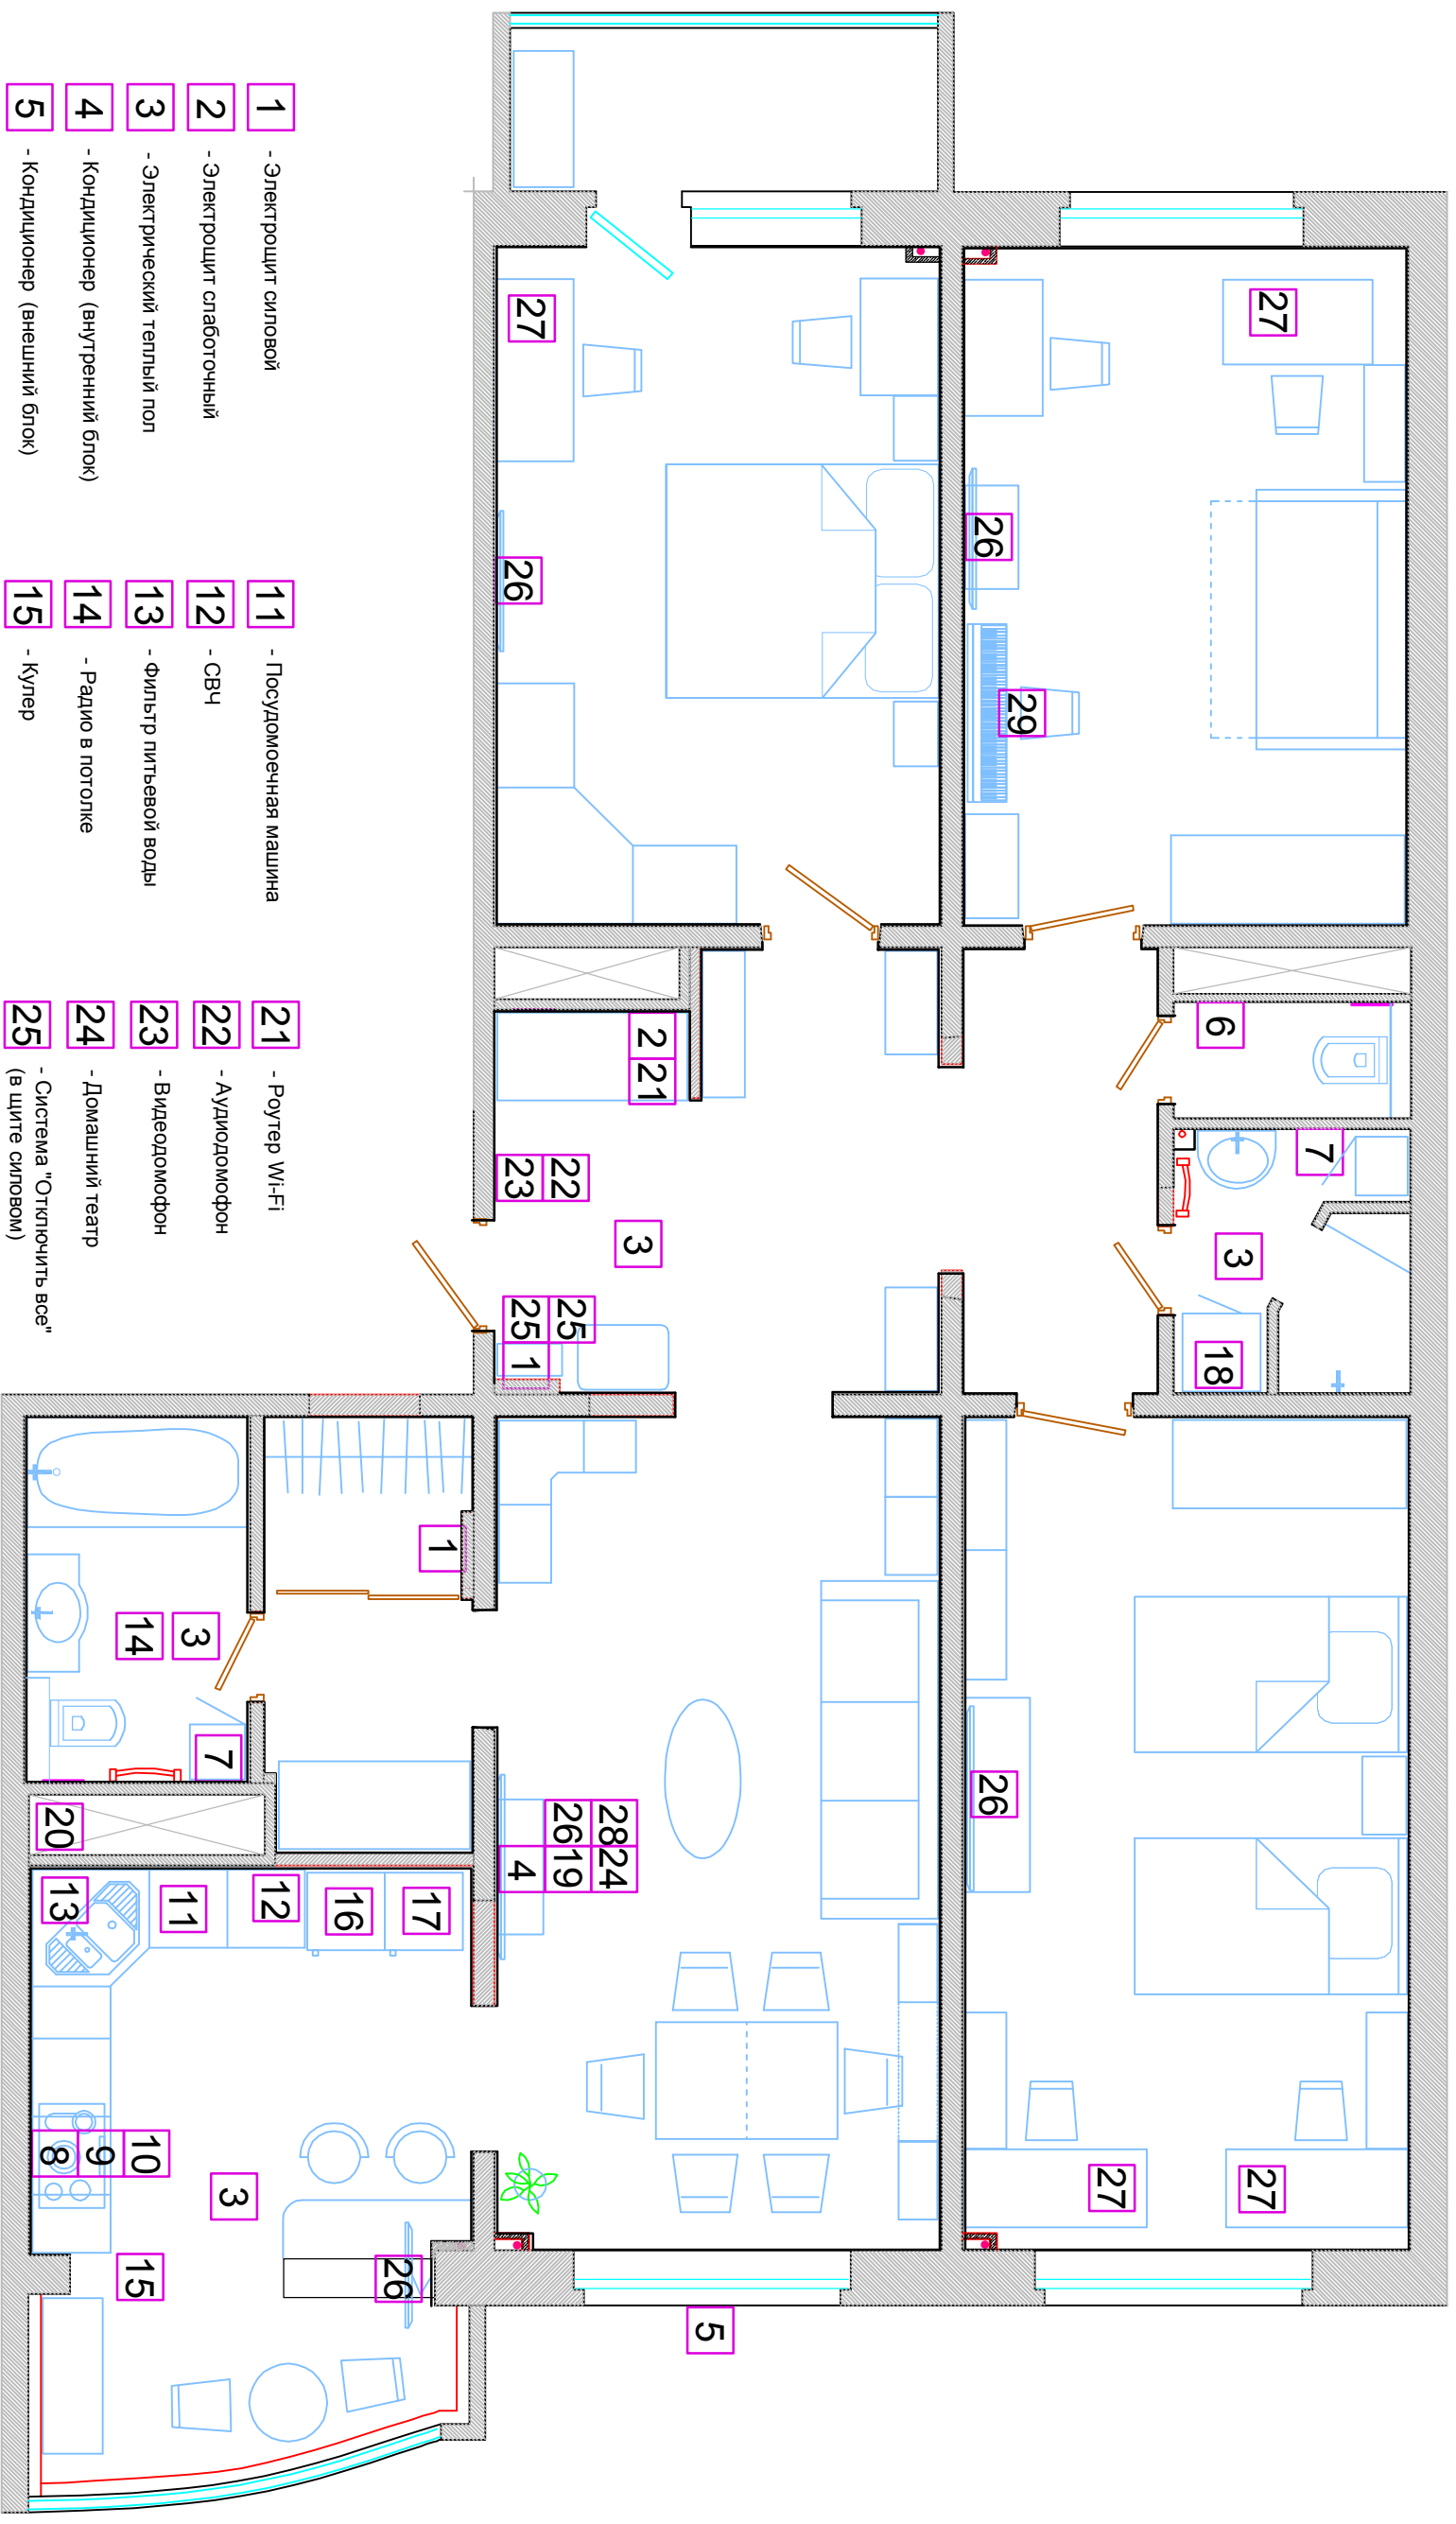 27
26
29
27
26
6
7
3
18
2 21
23 22
3
25 25
1
26
27 27
1
14 3
7
20
28 24
26 19
4
13 11 12 16 17
8 9 10
3
15
26
5
1 - Электрощит силовой
2 - Электрощит слаботочный
3 - Электрический теплый пол
4 - Кондиционер (внутренний блок)
5 - Кондиционер (внешний блок)
11 - Посудомоечная машина
12 - СВЧ
13 - Фильтр питьевой воды
14 - Радио в потолке
15 - Кулер
21 - Роутер Wi-Fi
22 - Аудиодомофон
23 - Видеодомофон
24 - Домашний театр
25 - Система "Отключить все"
(в щите силовом)